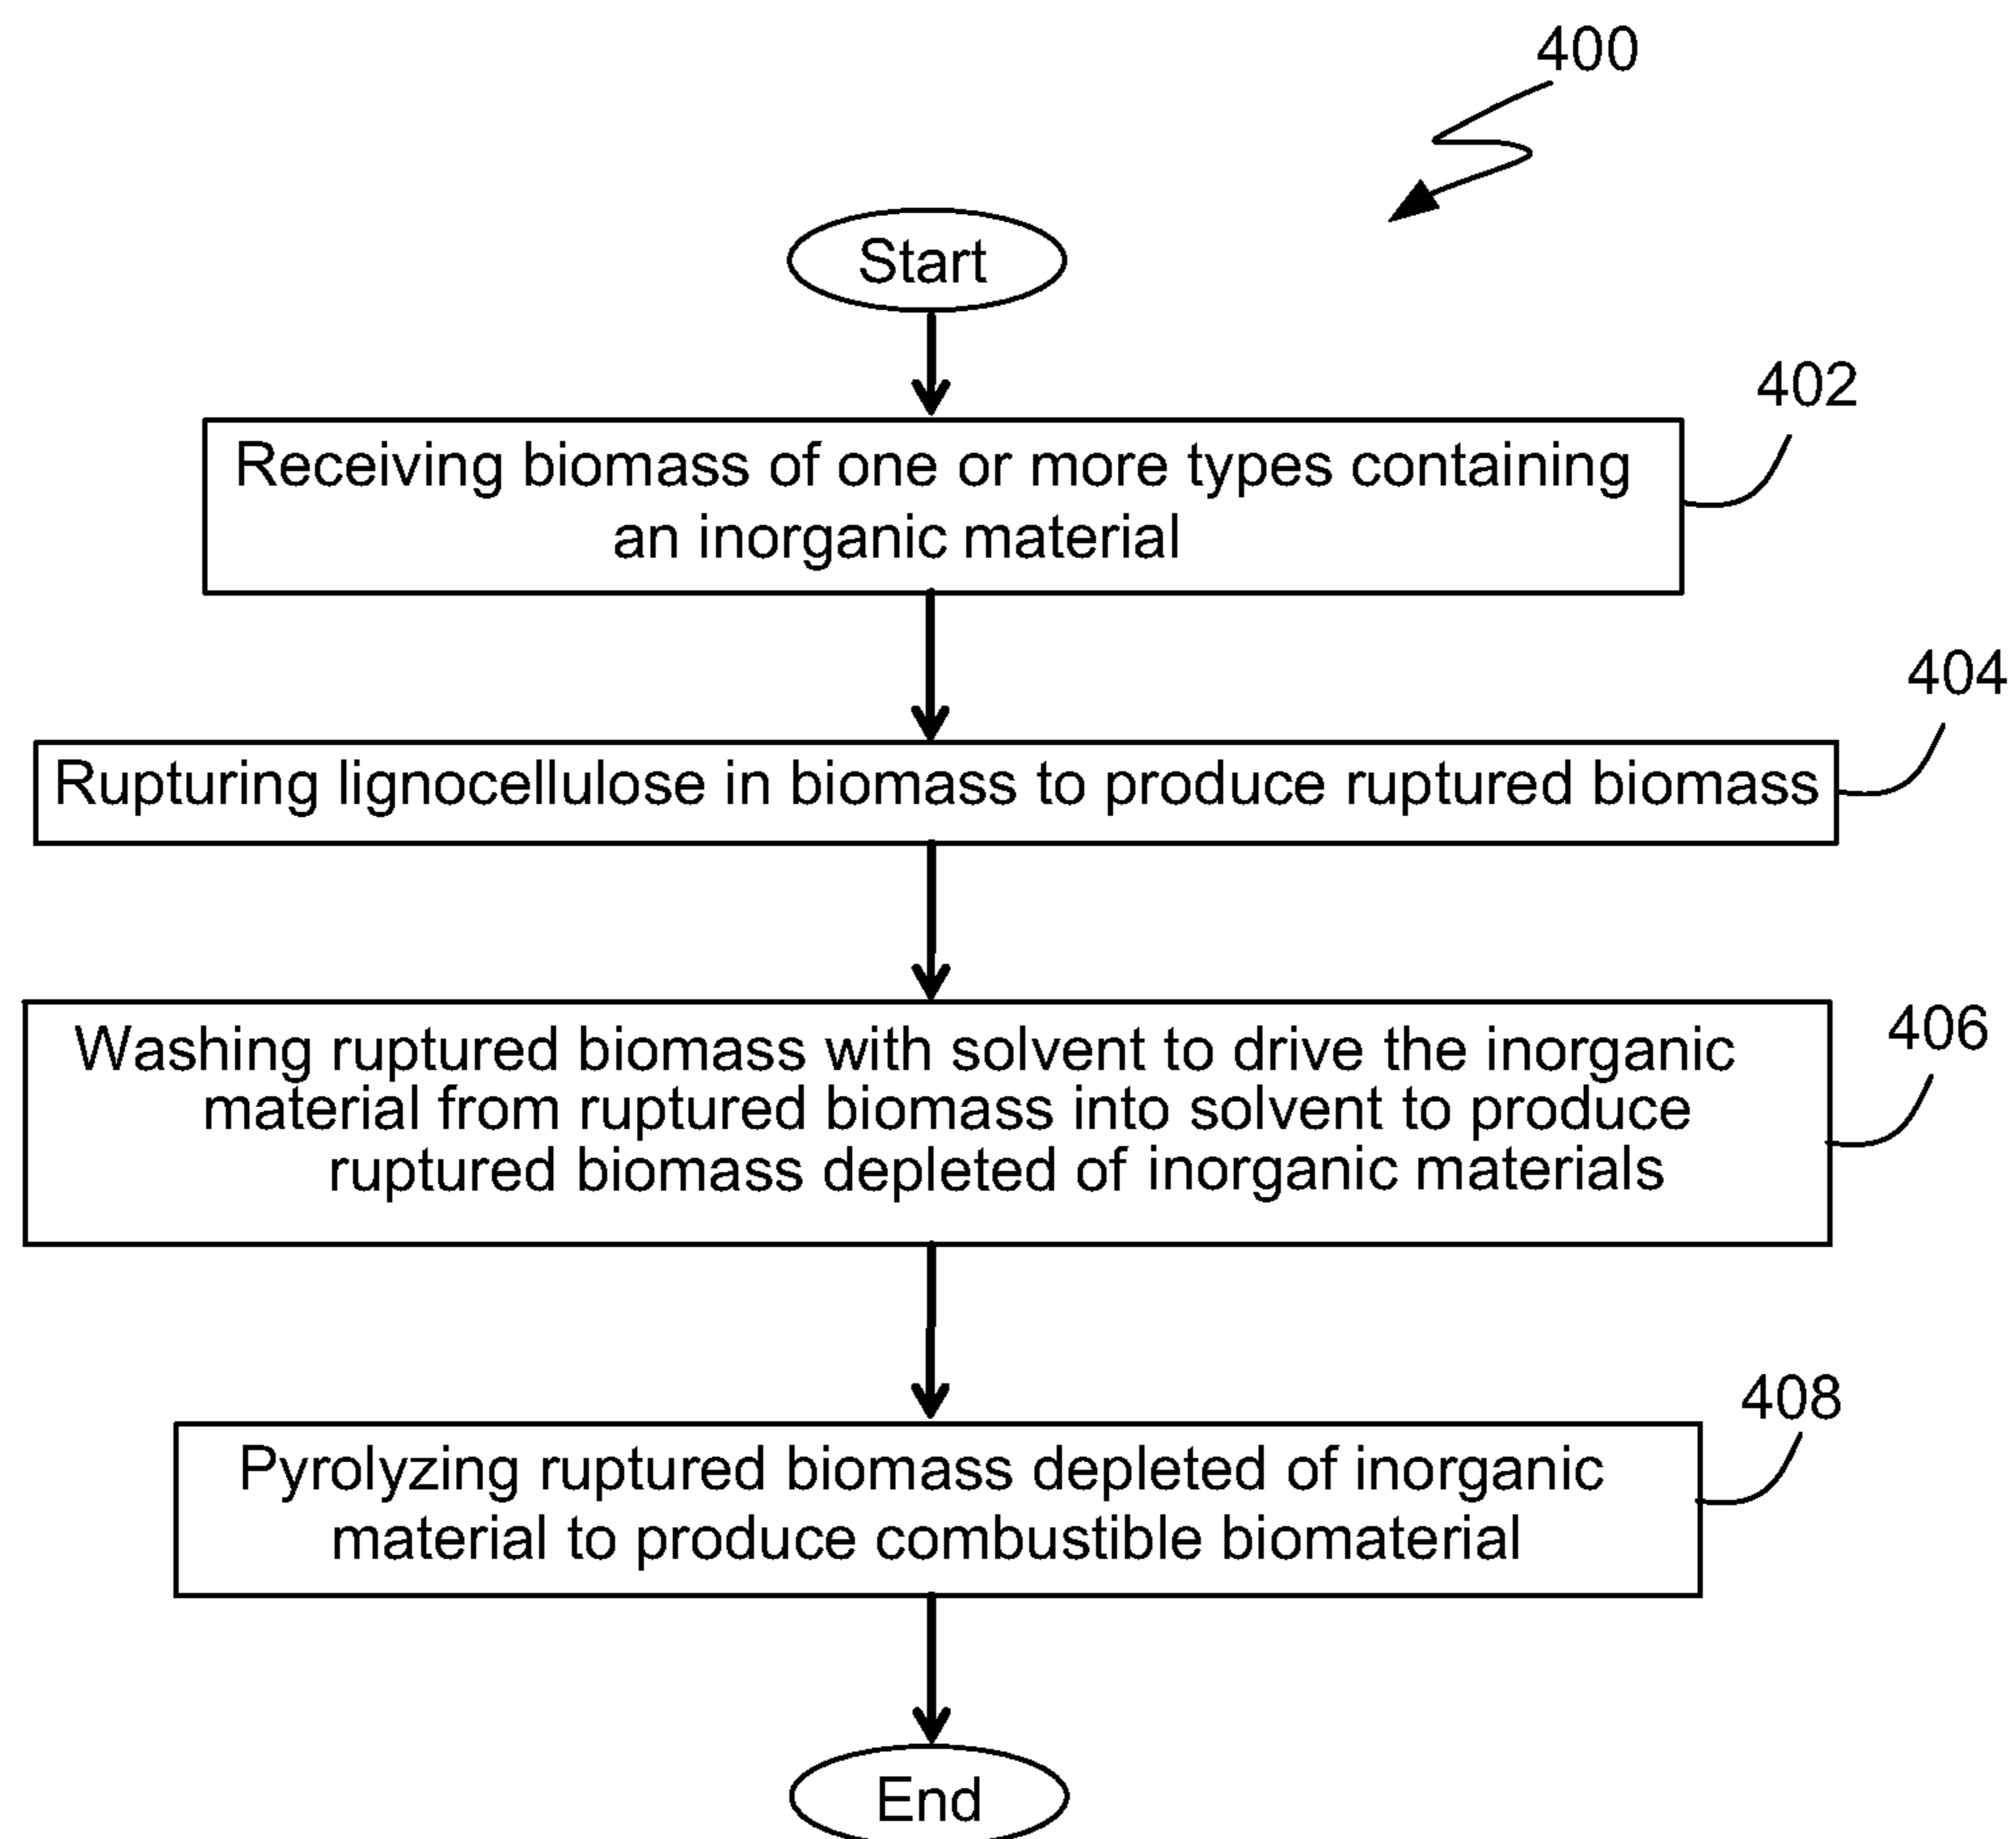 400
Start
402
Receiving biomass of one or more types containing
an inorganic material
404
Rupturing lignocellulose in biomass to produce ruptured biomass
406
Washing ruptured biomass with solvent to drive the inorganic
material from ruptured biomass into solvent to produce
ruptured biomass depleted of inorganic materials
408
Pyrolyzing ruptured biomass depleted of inorganic
material to produce combustible biomaterial
End